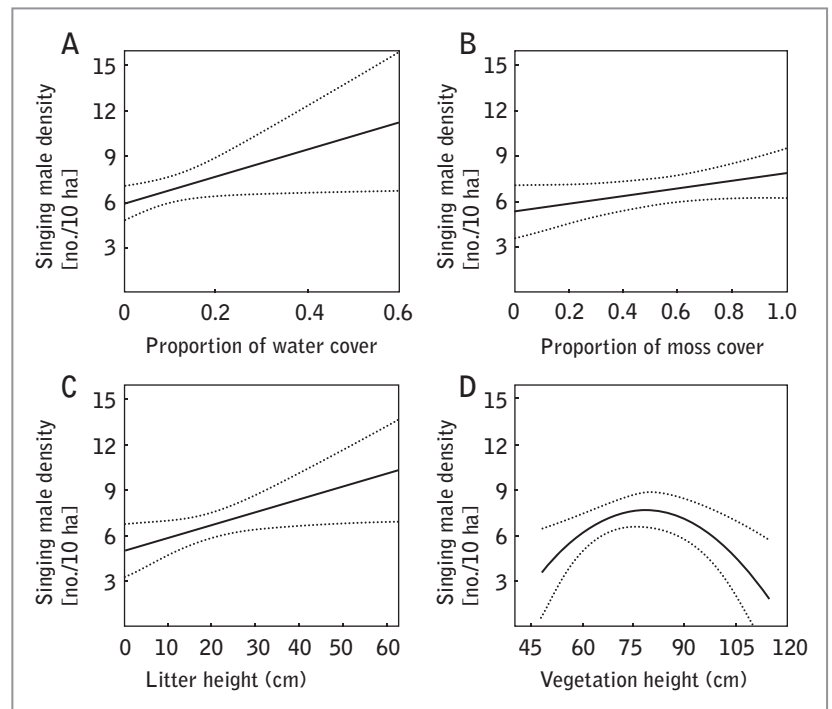 A
Singing male density
[no./10 ha]
15
12
9
6
3
0
0.2
0.4
0.6
Proportion of water cover
B
Singing male density
[no./10 ha]
15
12
9
6
3
0
0.2
0.4
0.6
0.8
1.0
Proportion of moss cover
C
Singing male density
[no./10 ha]
15
12
9
6
3
0
10
20
30
40
50
60
Litter height (cm)
D
Singing male density
[no./10 ha]
15
12
9
6
3
45
60
75
90
105
120
Vegetation height (cm)